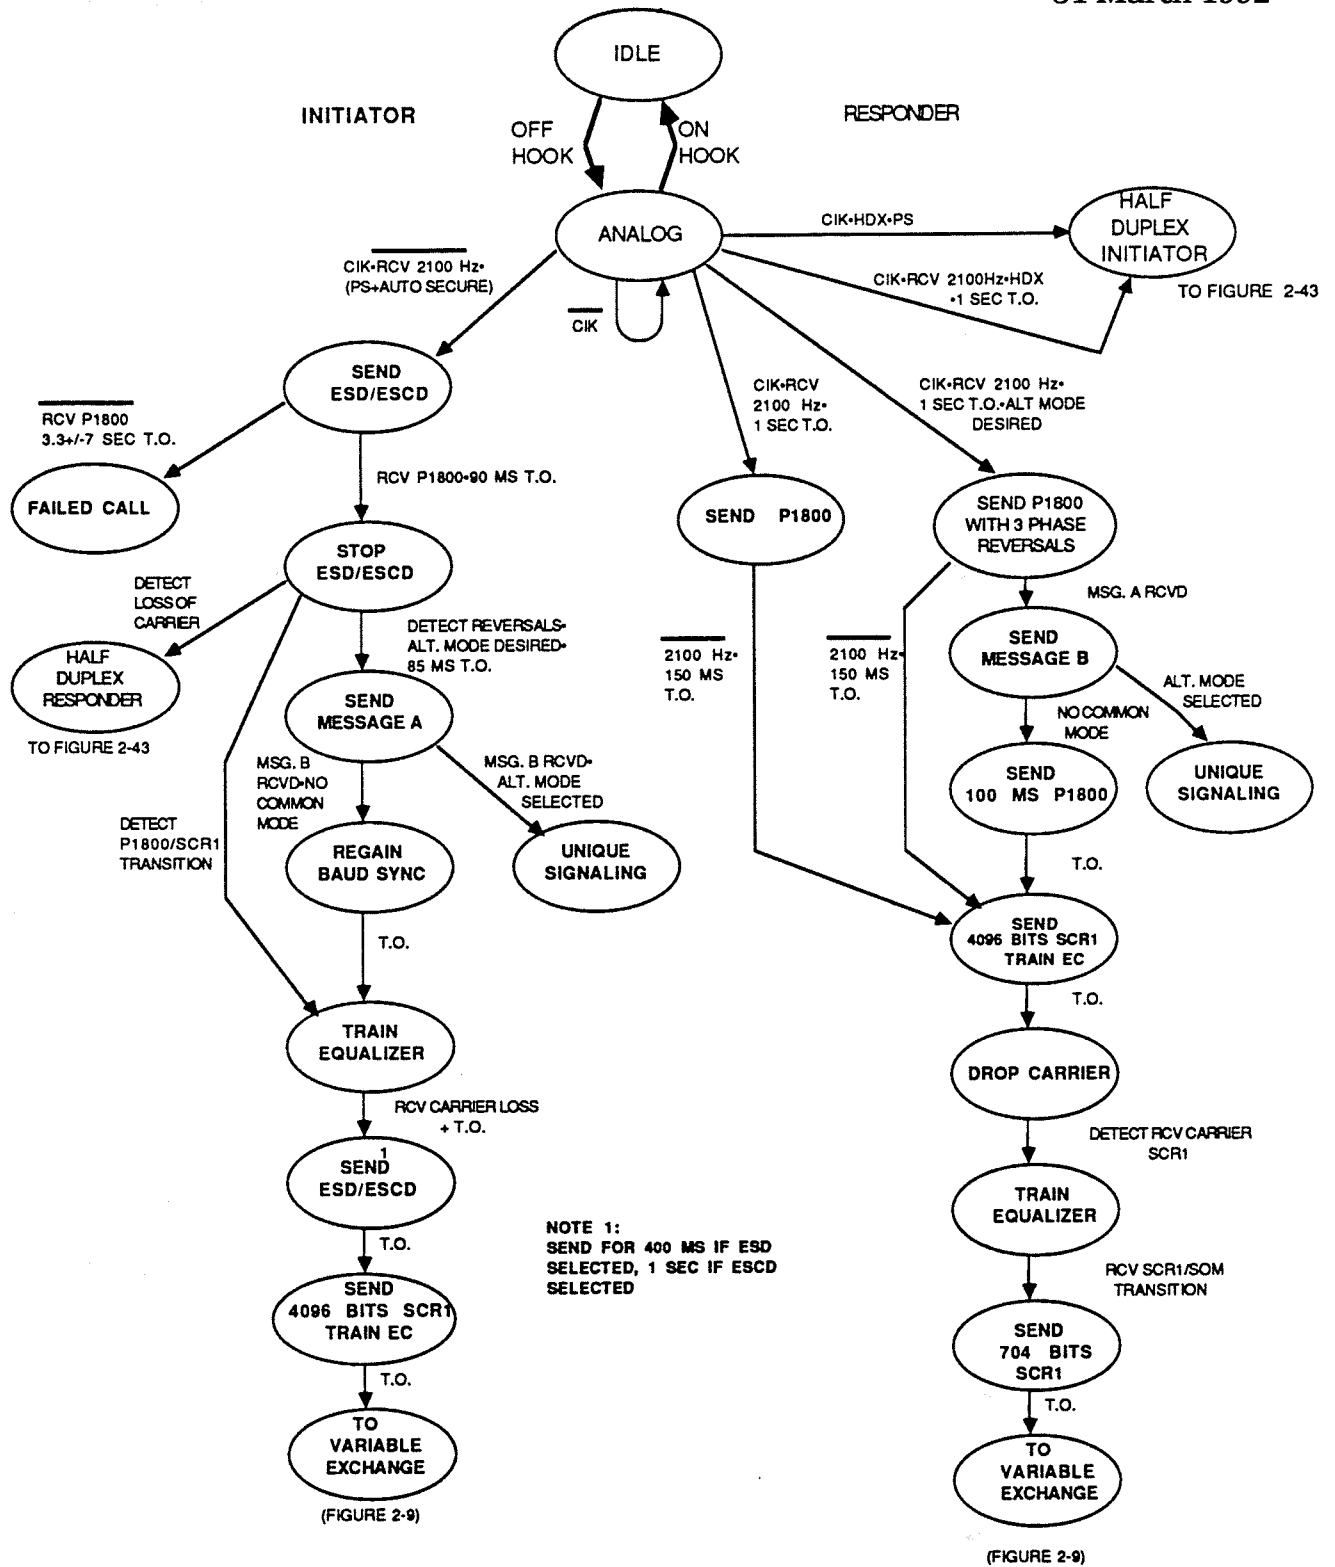 IDLE
INITIATOR
RESPONDER
OFF
HOOK
ON
HOOK
ANALOG
CIK•HDX•PS
HALF
DUPLEX
INITIATOR
CIK•RCV 2100Hz•HDX
•1 SEC T.O.
TO FIGURE 2-43
CIK•RCV 2100 Hz•
(PS+AUTO SECURE)
CIK
SEND
ESD/ESCD
RCV P1800
3.3+/-7 SEC T.O.
RCV P1800•90 MS T.O.
FAILED CALL
CIK•RCV
2100 Hz•
1 SEC T.O.
CIK•RCV 2100 Hz•
1 SEC T.O.•ALT MODE
DESIRED
SEND P1800
SEND P1800
WITH 3 PHASE
REVERSALS
STOP
ESD/ESCD
DETECT
LOSS OF
CARRIER
HALF
DUPLEX
RESPONDER
TO FIGURE 2-43
DETECT REVERSALS•
ALT. MODE DESIRED•
85 MS T.O.
SEND
MESSAGE A
2100 Hz•
150 MS
T.O.
2100 Hz•
150 MS
T.O.
MSG. A RCVD
SEND
MESSAGE B
ALT. MODE
SELECTED
NO COMMON
MODE
SEND
100 MS P1800
UNIQUE
SIGNALING
MSG. B
RCVD•NO
COMMON
MODE
MSG. B RCVD•
ALT. MODE
SELECTED
DETECT
P1800/SCR1
TRANSITION
REGAIN
BAUD SYNC
UNIQUE
SIGNALING
T.O.
T.O.
SEND
4096 BITS SCR1
TRAIN EC
T.O.
TRAIN
EQUALIZER
DROP CARRIER
RCV CARRIER LOSS
+ T.O.
DETECT RCV CARRIER
SCR1
1
SEND
ESD/ESCD
TRAIN
EQUALIZER
T.O.
NOTE 1:
SEND FOR 400 MS IF ESD
SELECTED, 1 SEC IF ESCD
SELECTED
RCV SCR1/SOM
TRANSITION
SEND
4096 BITS SCR1
TRAIN EC
SEND
704 BITS
SCR1
T.O.
T.O.
TO
VARIABLE
EXCHANGE
(FIGURE 2-9)
TO
VARIABLE
EXCHANGE
(FIGURE 2-9)